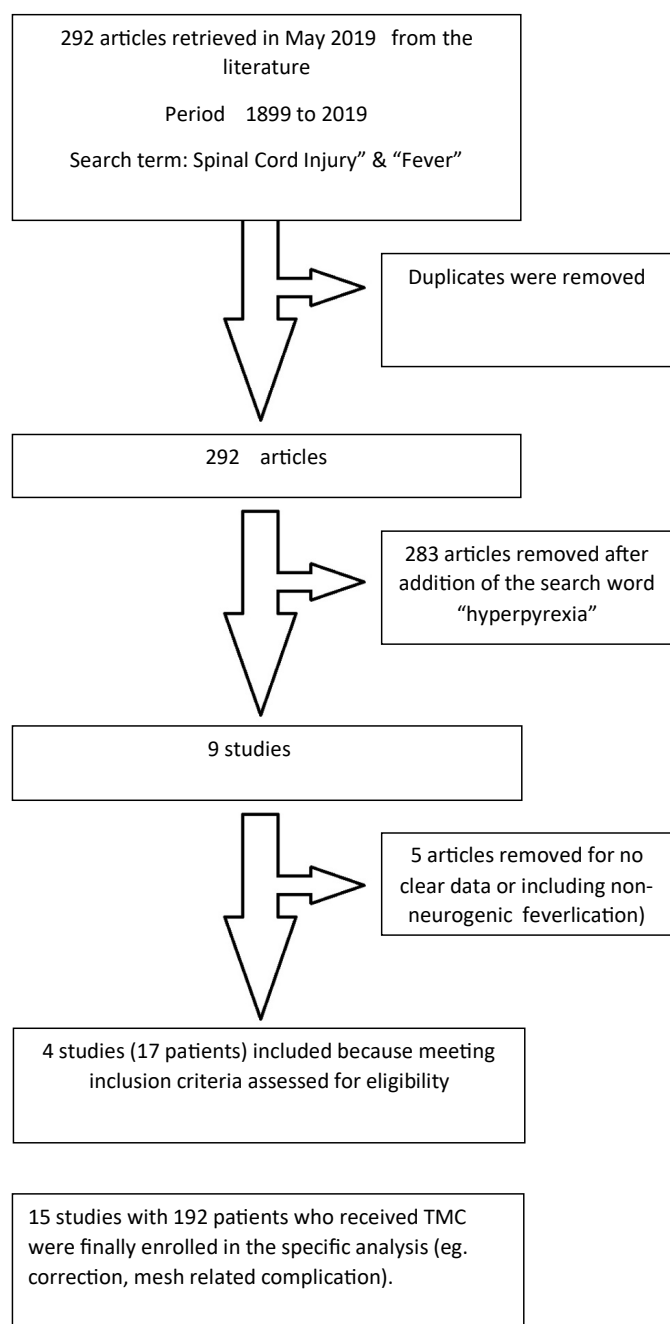 292 articles retrieved in May 2019 from the
literature
Period 1899 to 2019
Search term: Spinal Cord Injury” & “Fever”
Duplicates were removed
292 articles
283 articles removed after
addition of the search word
“hyperpyrexia”
9 studies
5 articles removed for no
clear data or including non-
neurogenic feverlication)
4 studies (17 patients) included because meeting
inclusion criteria assessed for eligibility
15 studies with 192 patients who received TMC
were finally enrolled in the specific analysis (eg.
correction, mesh related complication).